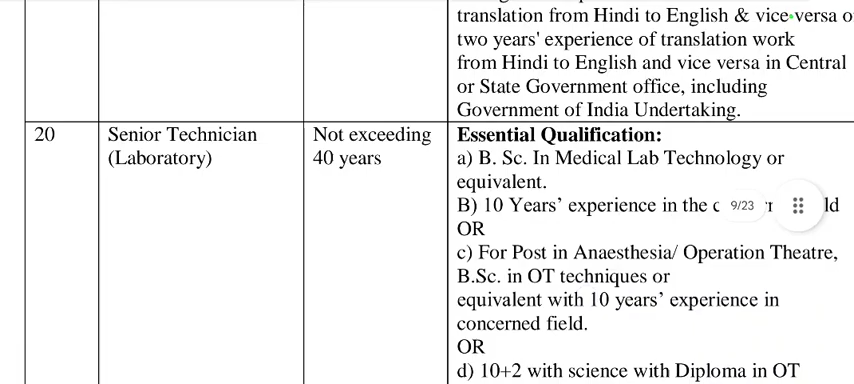 translation from Hindi to English & vice versa o
two years' experience of translation work
from Hindi to English and vice versa in Central
or State Government office, including
Government of India Undertaking.
20
Senior Technician
(Laboratory)
Not exceeding
40 years
Essential Qualification:
a) B. Sc. In Medical Lab Technology or
equivalent.
B) 10 Years’ experience in the c
9/23
ld
OR
c) For Post in Anaesthesia/ Operation Theatre,
B.Sc. in OT techniques or
equivalent with 10 years’ experience in
concerned field.
OR
d) 10+2 with science with Diploma in OT